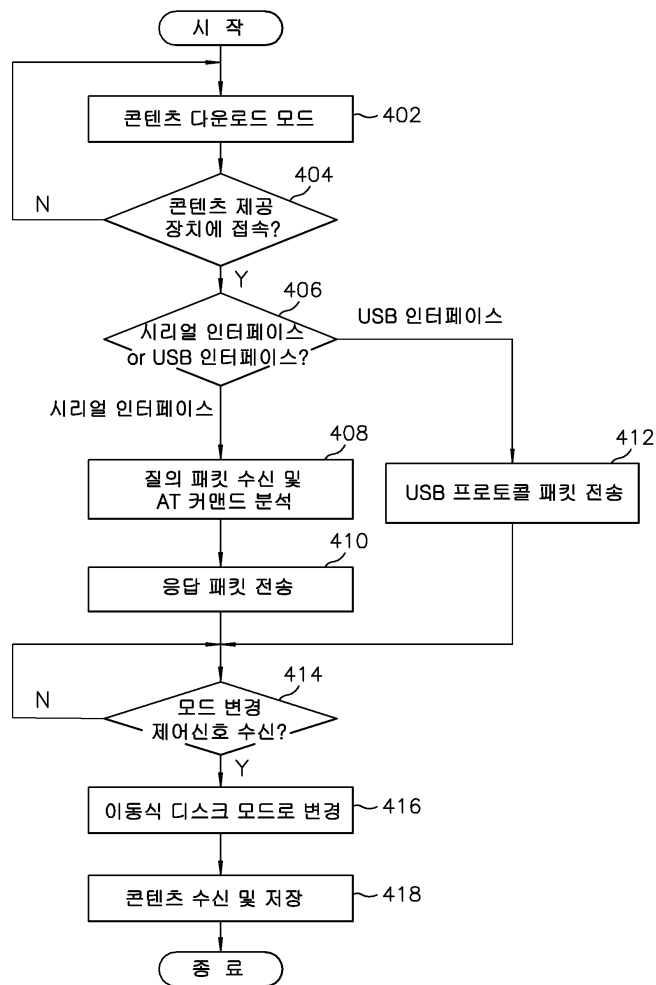 시 작
콘텐츠 다운로드 모드
402
404
콘텐츠 제공
장치에 접속?
N
Y
406
시리얼 인터페이스
or USB 인터페이스?
USB 인터페이스
시리얼 인터페이스
408
질의 패킷 수신 및
AT 커맨드 분석
412
USB 프로토콜 패킷 전송
410
응답 패킷 전송
414
모드 변경
제어신호 수신?
N
Y
이동식 디스크 모드로 변경
416
콘텐츠 수신 및 저장
418
종 료